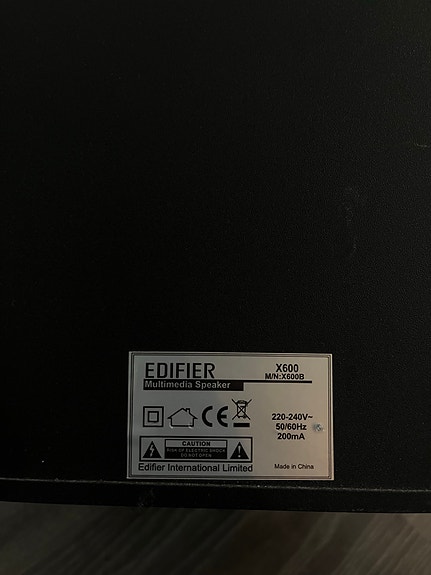 EDIFIER
X600
M/N:X600B
Multimedia Speaker
CE
220-240V~
50/60Hz
200mA
CAUTION
RISK OF ELECTRIC SHOCK
DO NOT OPEN
Edifier International Limited
Made in China